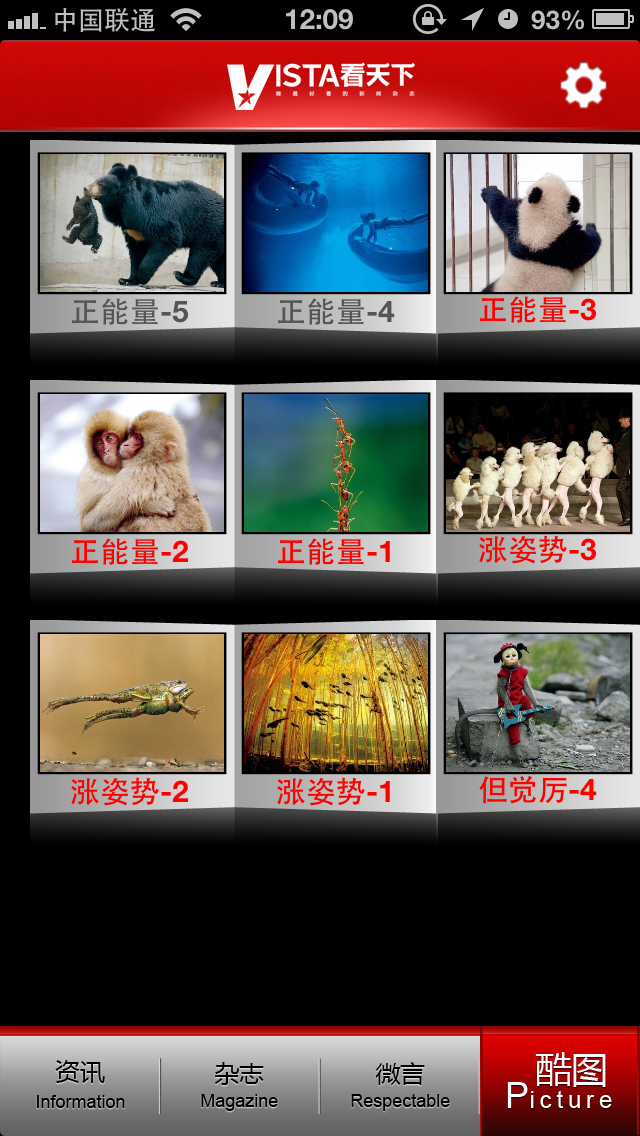 中国联通 12:09 93%
VISTA看天下
微最好看的新闻杂志
正能量-5 正能量-4 正能量-3
正能量-2 正能量-1 涨姿势-3
涨姿势-2 涨姿势-1 但觉厉-4
资讯 杂志 微言 酷图
Information Magazine Respectable Picture